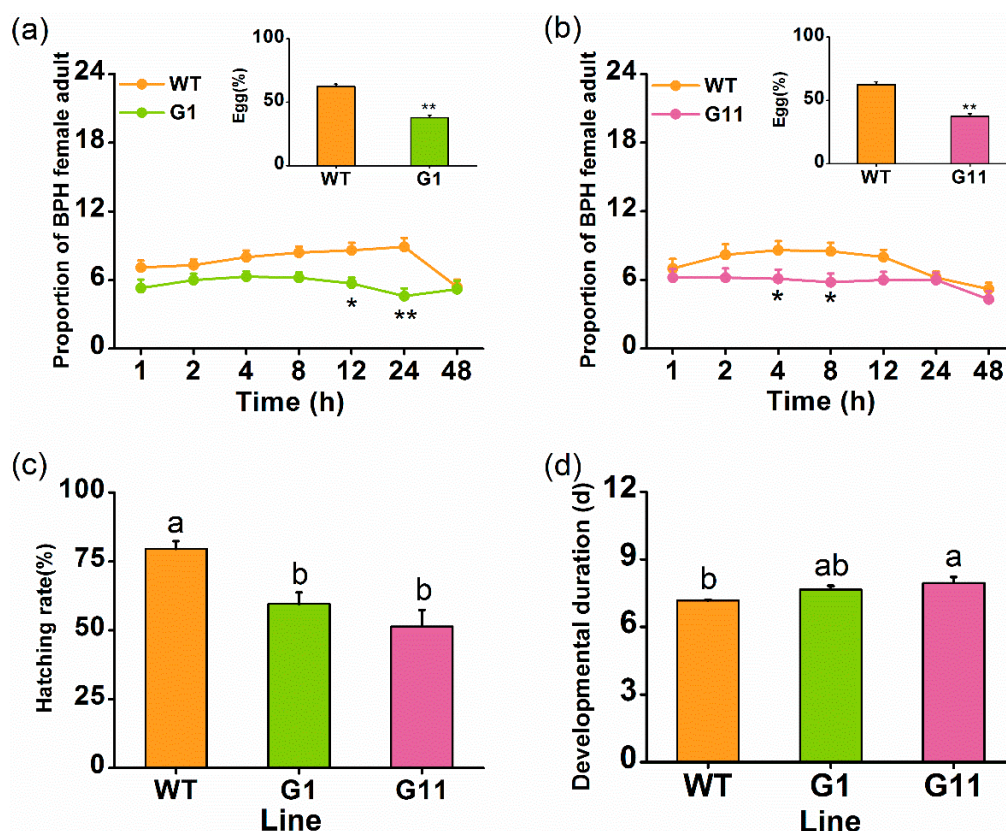 (a)
Proportion of BPH female adult
24
18
12
6
0
WT
G1
Egg(%)
100
50
0
**
WT G1
*
**
1 2 4 8 12 24 48
Time (h)
(b)
Proportion of BPH female adult
24
18
12
6
0
WT
G11
Egg(%)
100
50
0
**
WT G11
* *
1 2 4 8 12 24 48
Time (h)
(c)
Hatching rate(%)
100
75
50
25
0
a
b
b
WT G1 G11
Line
(d)
Developmental duration (d)
12
9
6
3
0
b
ab
a
WT G1 G11
Line